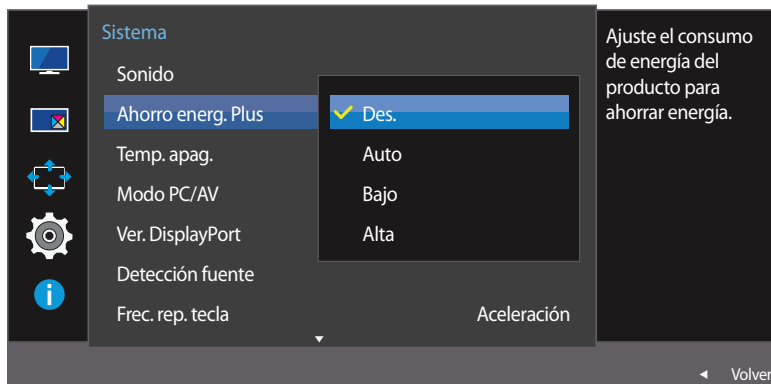 Sistema
Sonido
Ahorro energ. Plus
Des.
Temp. apag.
Auto
Modo PC/AV
Bajo
Ver. DisplayPort
Alta
Detección fuente
Frec. rep. tecla
Aceleración
Ajuste el consumo
de energía del
producto para
ahorrar energía.
Volver